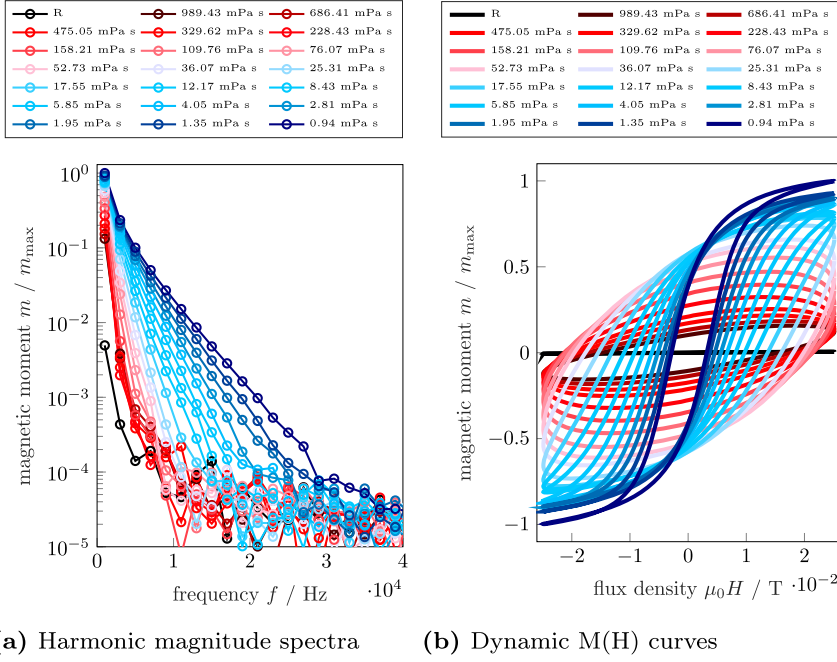 R 989.43 mPa s 686.41 mPa s
475.05 mPa s 329.62 mPa s 228.43 mPa s
158.21 mPa s 109.76 mPa s 76.07 mPa s
52.73 mPa s 36.07 mPa s 25.31 mPa s
17.55 mPa s 12.17 mPa s 8.43 mPa s
5.85 mPa s 4.05 mPa s 2.81 mPa s
1.95 mPa s 1.35 mPa s 0.94 mPa s
magnetic moment m / m_max
10^0
10^−1
10^−2
10^−3
10^−4
10^−5
0 1 2 3 4
frequency f / Hz ·10^4
a) Harmonic magnitude spectra
R 989.43 mPa s 686.41 mPa s
475.05 mPa s 329.62 mPa s 228.43 mPa s
158.21 mPa s 109.76 mPa s 76.07 mPa s
52.73 mPa s 36.07 mPa s 25.31 mPa s
17.55 mPa s 12.17 mPa s 8.43 mPa s
5.85 mPa s 4.05 mPa s 2.81 mPa s
1.95 mPa s 1.35 mPa s 0.94 mPa s
magnetic moment m / m_max
1
0.5
0
−0.5
−1
−2 −1 0 1 2
flux density μ₀H / T ·10^−2
(b) Dynamic M(H) curves